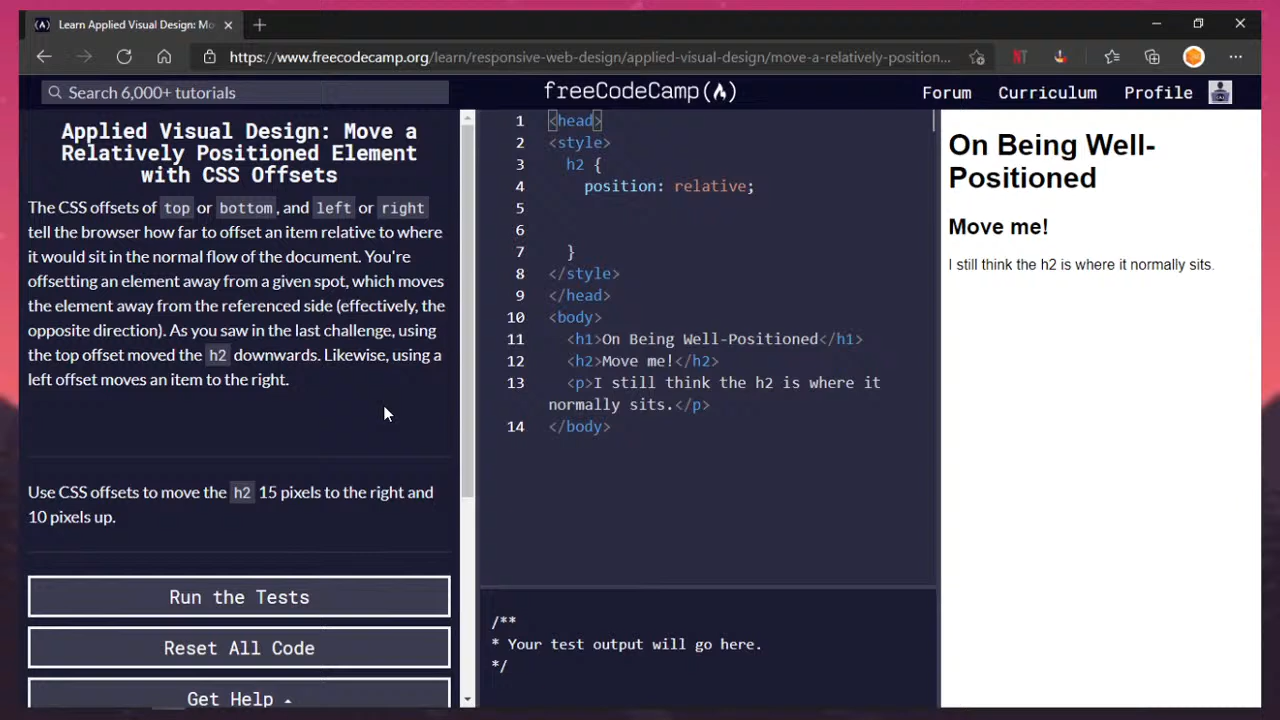 Learn Applied Visual Design: Mo
https://www.freecodecamp.org/learn/responsive-web-design/applied-visual-design/move-a-relatively-position...
NT
Search 6,000+ tutorials
freeCodeCamp
Forum
Curriculum
Profile
Applied Visual Design: Move a
Relatively Positioned Element
with CSS Offsets
The CSS offsets of top or bottom, and left or right
tell the browser how far to offset an item relative to where
it would sit in the normal flow of the document. You're
offsetting an element away from a given spot, which moves
the element away from the referenced side (effectively, the
opposite direction). As you saw in the last challenge, using
the top offset moved the h2 downwards. Likewise, using a
left offset moves an item to the right.
Use CSS offsets to move the h2 15 pixels to the right and
10 pixels up.
Run the Tests
Reset All Code
Get Help
1 <head>
2 <style>
3 h2 {
4 position: relative;
5
6
7 }
8 </style>
9 </head>
10 <body>
11 <h1>On Being Well-Positioned</h1>
12 <h2>Move me!</h2>
13 <p>I still think the h2 is where it
normally sits.</p>
14 </body>
/**
* Your test output will go here.
*/
On Being Well-
Positioned
Move me!
I still think the h2 is where it normally sits.